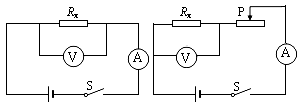 Rx Rx P
V A V A
S S